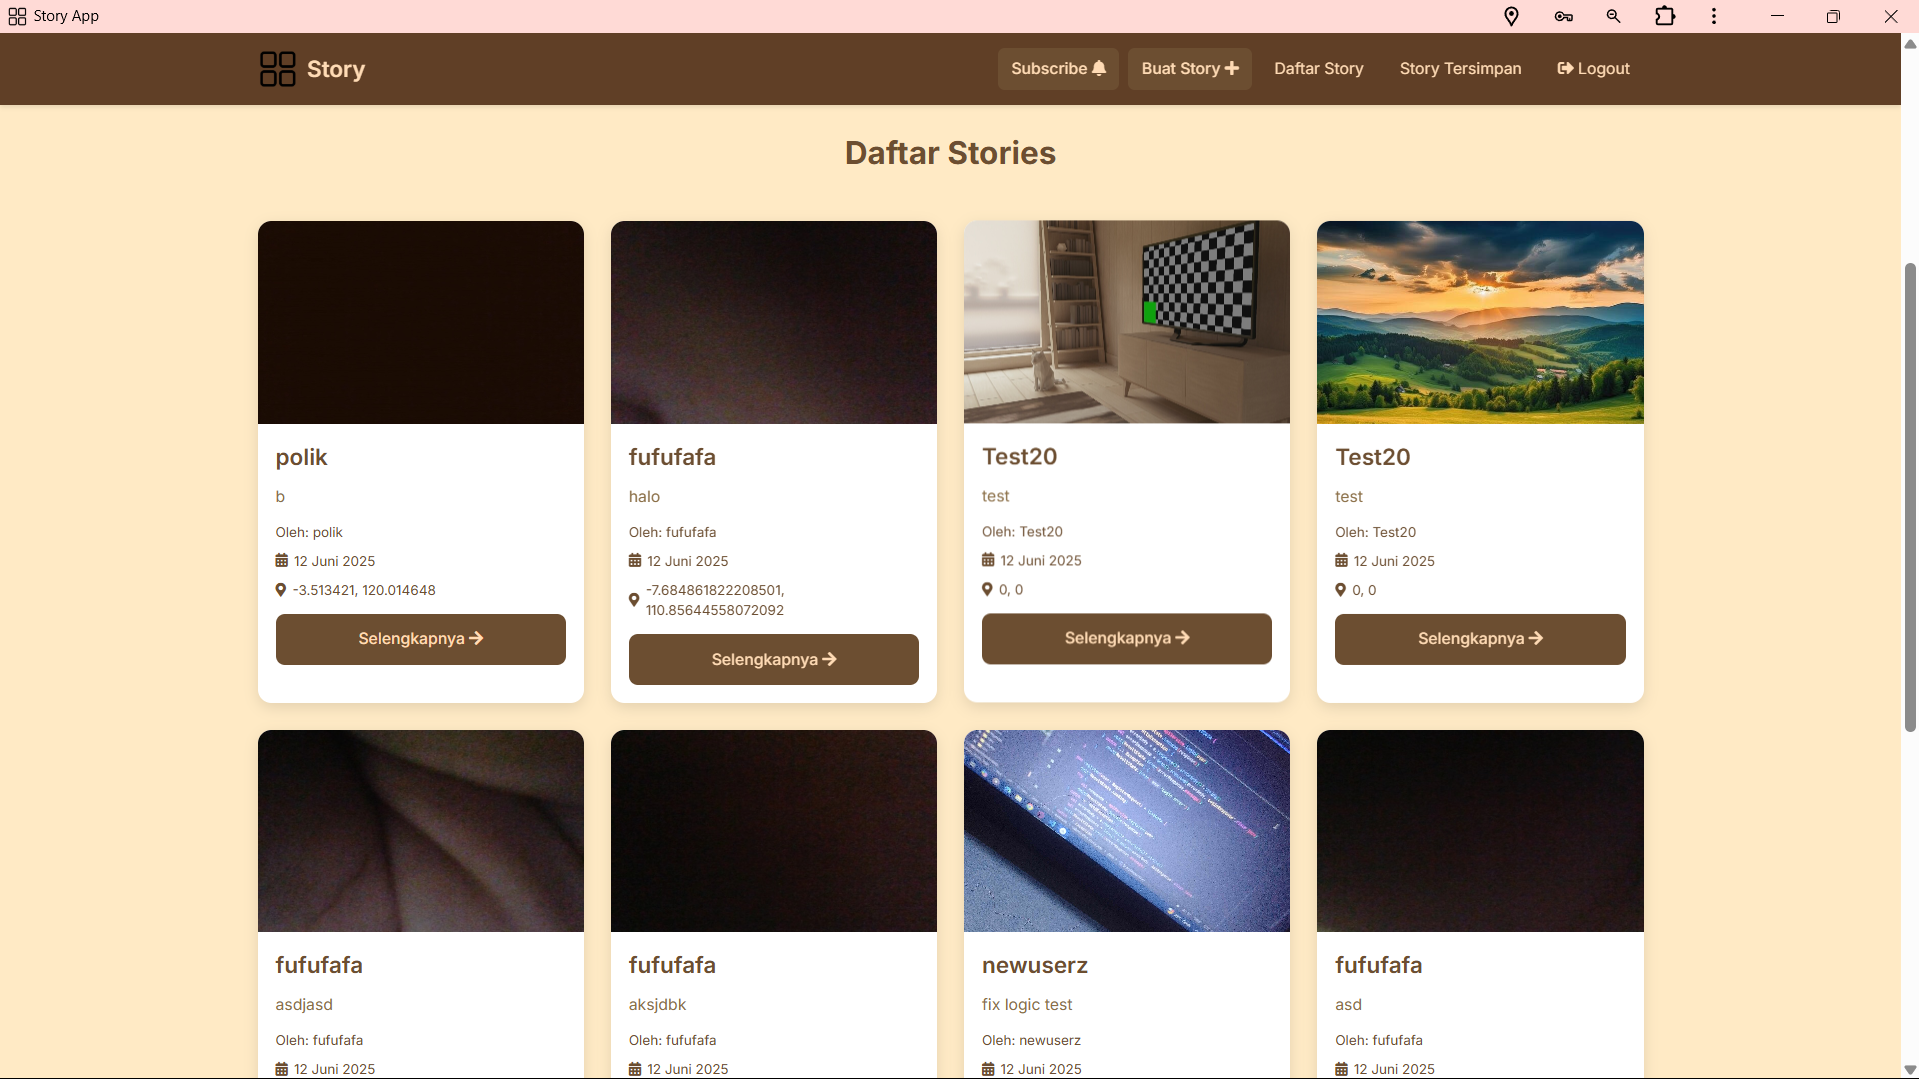 Story App
Story
Subscribe
Buat Story
Daftar Story
Story Tersimpan
Logout
Daftar Stories
polik
b
Oleh: polik
12 Juni 2025
-3.513421, 120.014648
Selengkapnya
fufufafa
halo
Oleh: fufufafa
12 Juni 2025
-7.684861822208501,
110.85644558072092
Selengkapnya
Test20
test
Oleh: Test20
12 Juni 2025
0, 0
Selengkapnya
Test20
test
Oleh: Test20
12 Juni 2025
0, 0
Selengkapnya
fufufafa
asdjasd
Oleh: fufufafa
12 Juni 2025
fufufafa
aksjdbk
Oleh: fufufafa
12 Juni 2025
newuserz
fix logic test
Oleh: newuserz
12 Juni 2025
fufufafa
asd
Oleh: fufufafa
12 Juni 2025